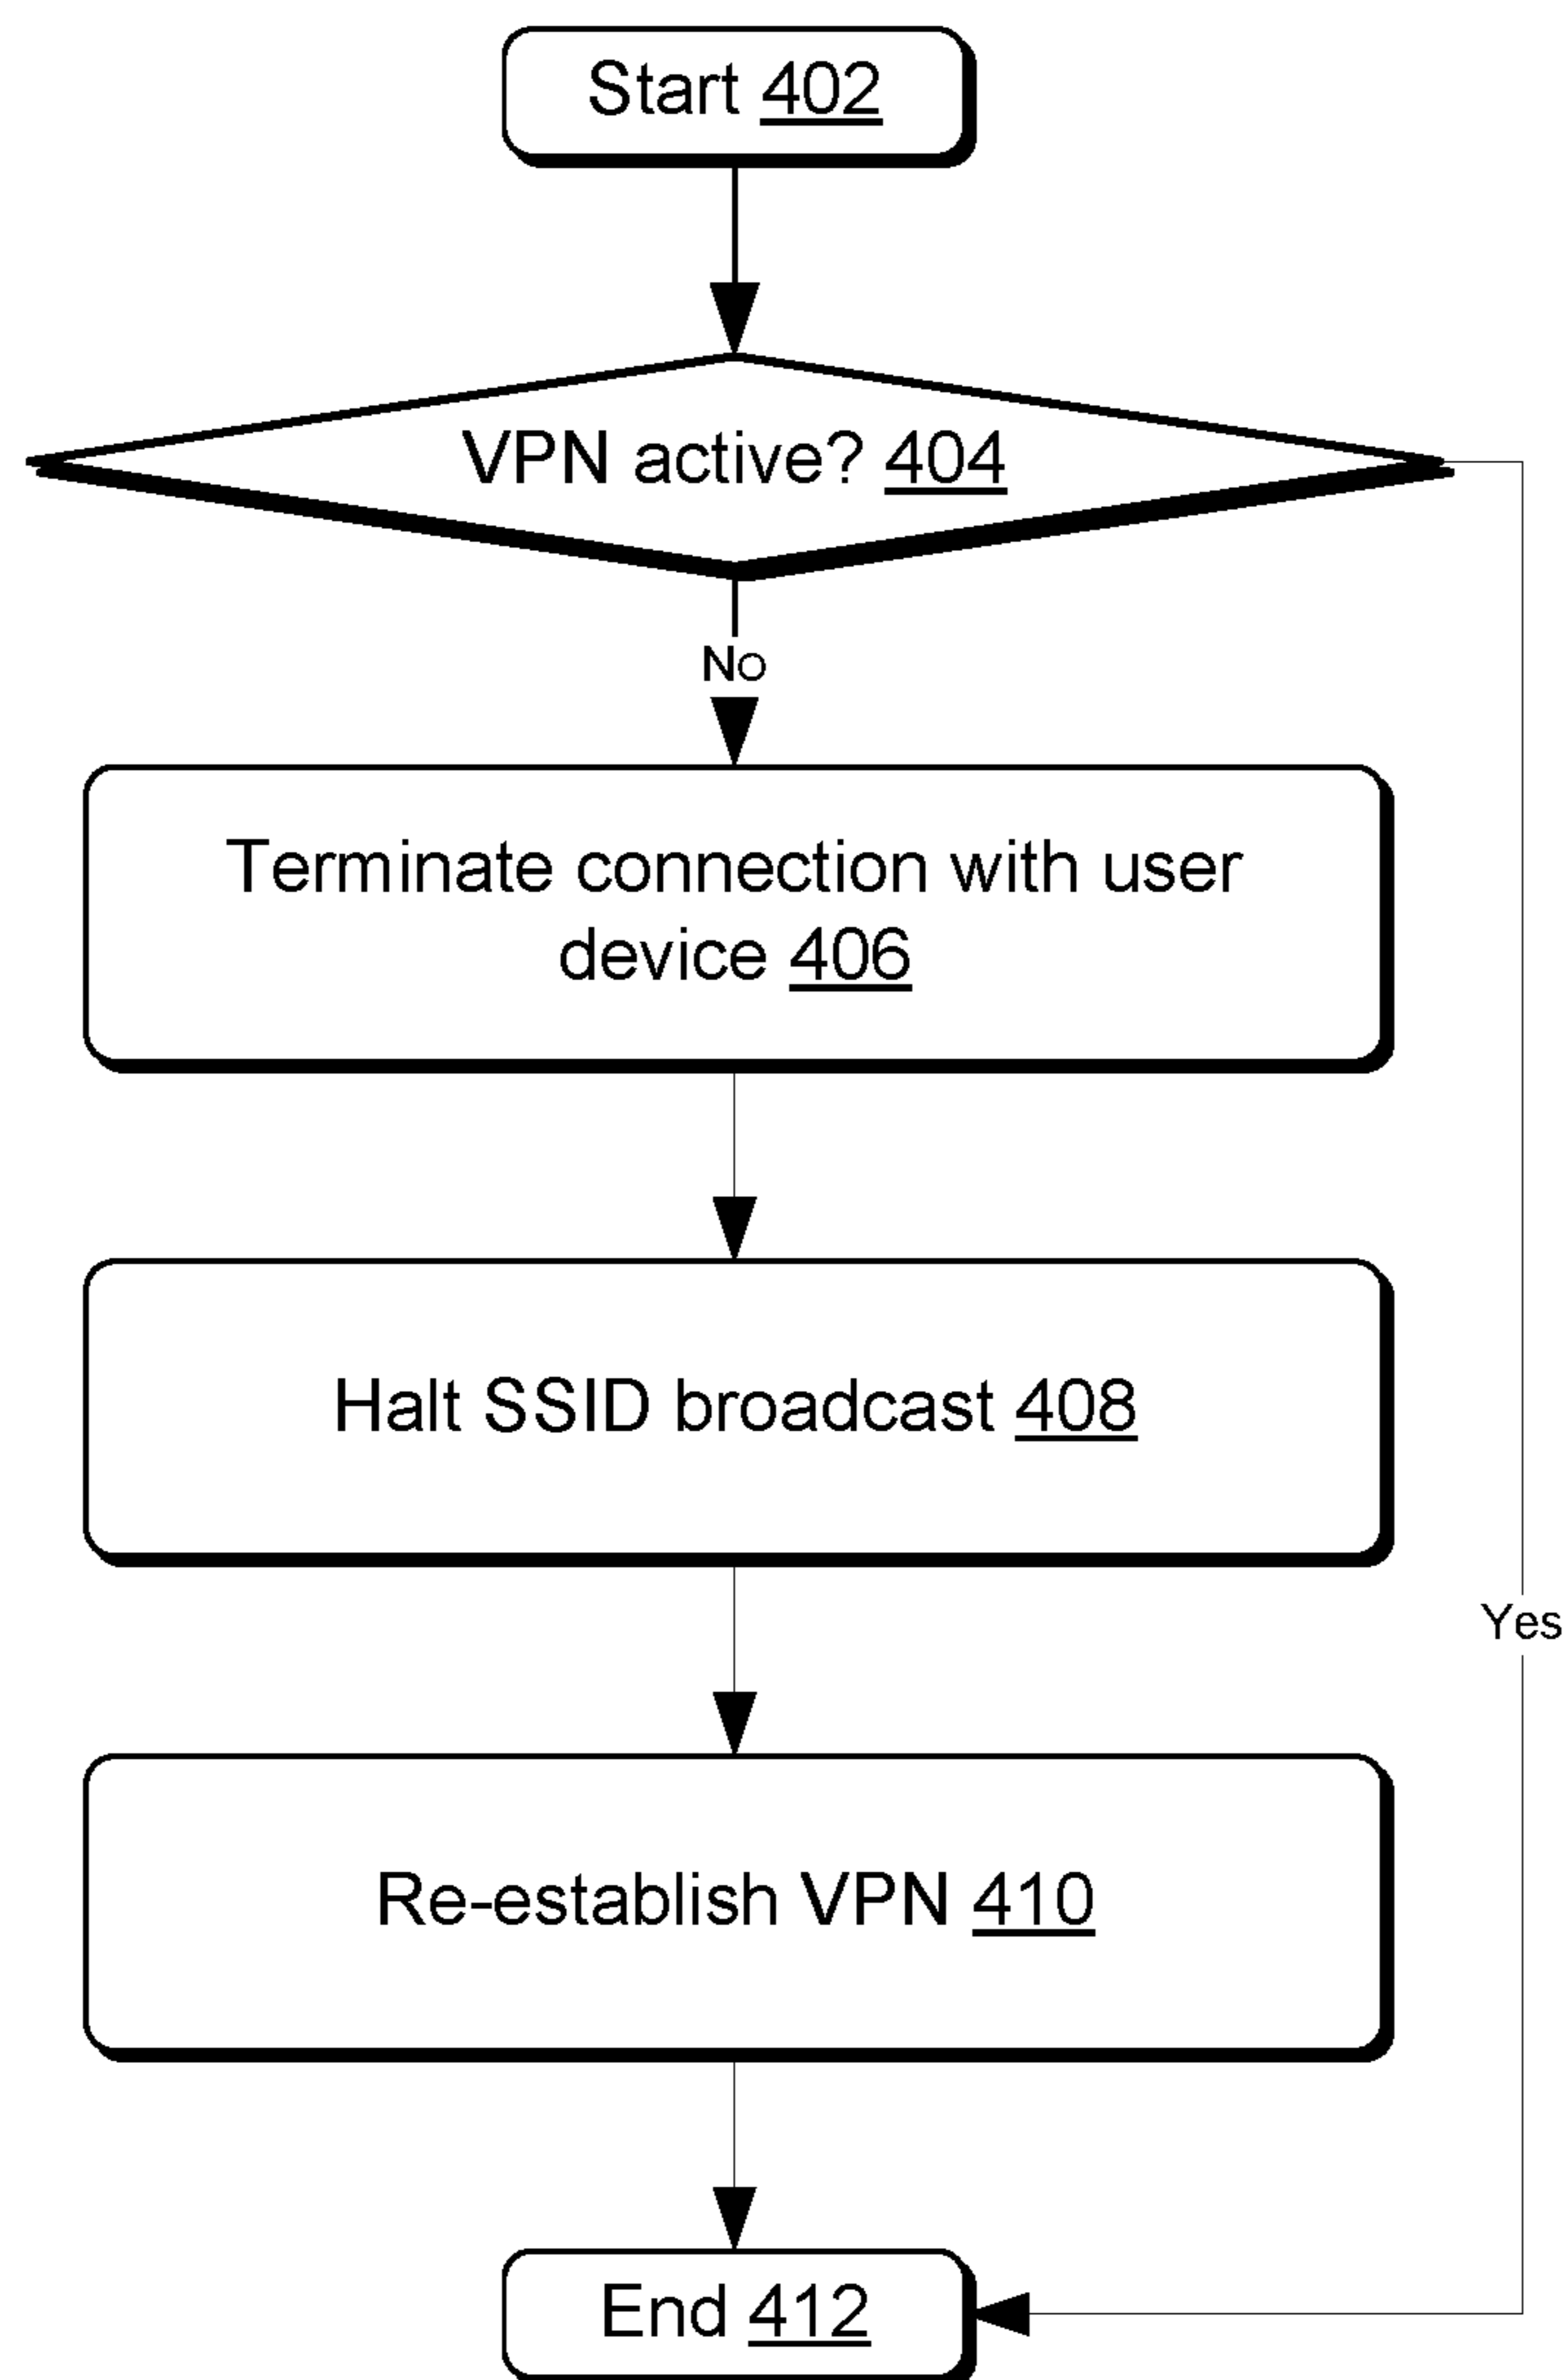 Start 402
VPN active? 404
No
Terminate connection with user
device 406
Halt SSID broadcast 408
Yes
Re-establish VPN 410
End 412